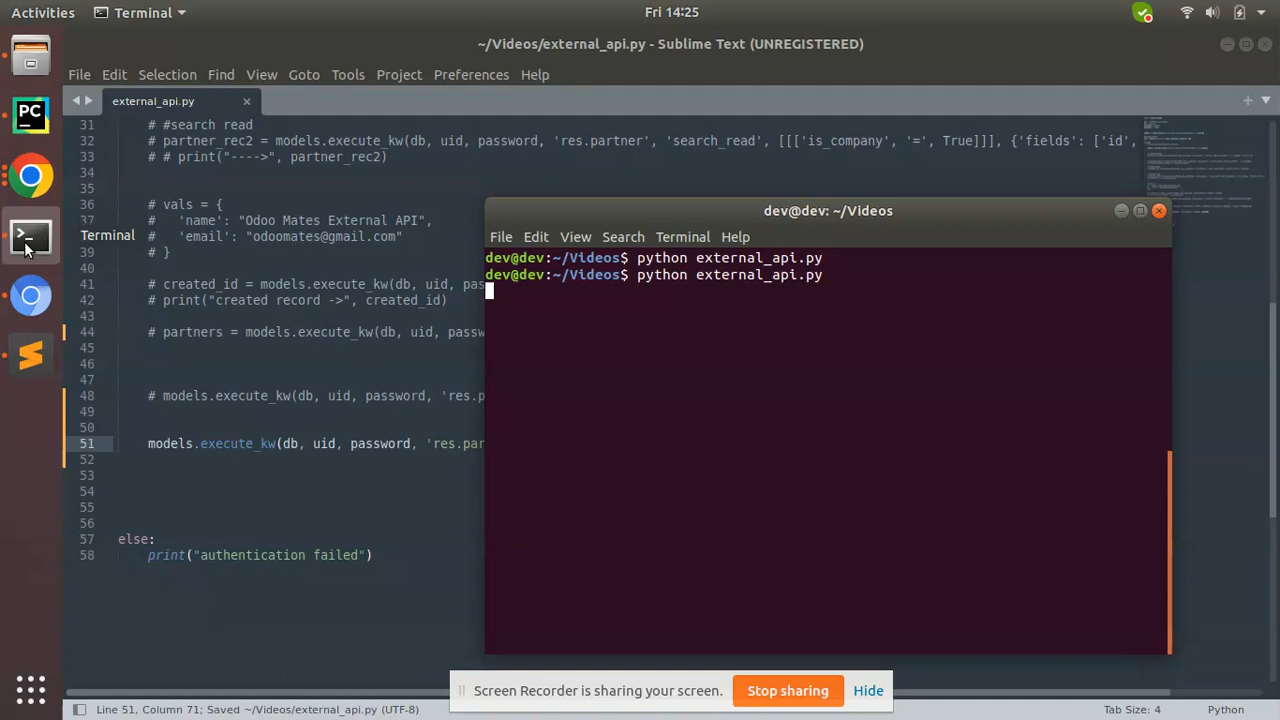 Activities
Terminal
Fri 14:25
~/Videos/external_api.py - Sublime Text (UNREGISTERED)
File Edit Selection Find View Goto Tools Project Preferences Help
PC
external_api.py
31 # #search read
32 # partner_rec2 = models.execute_kw(db, uid, password, 'res.partner', 'search_read', [[['is_company', '=', True]]], {'fields': ['id',
33 # # print("---->", partner_rec2)
34
35
36 # vals = {
37 # 'name': "Odoo Mates External API",
38 # 'email': "odoomates@gmail.com"
39 # }
40
41 # created_id = models.execute_kw(db, uid, pas
42 # print("created record ->", created_id)
43
44 # partners = models.execute_kw(db, uid, passw
45
46
47
48 # models.execute_kw(db, uid, password, 'res.p
49
50
51 models.execute_kw(db, uid, password, 'res.par
52
53
54
55
56
57 else:
58 print("authentication failed")
Terminal
dev@dev: ~/Videos
File Edit View Search Terminal Help
dev@dev:~/Videos$ python external_api.py
dev@dev:~/Videos$ python external_api.py
Screen Recorder is sharing your screen.
Stop sharing
Hide
Line 51, Column 71; Saved ~/Videos/external_api.py (UTF-8)
Tab Size: 4
Python